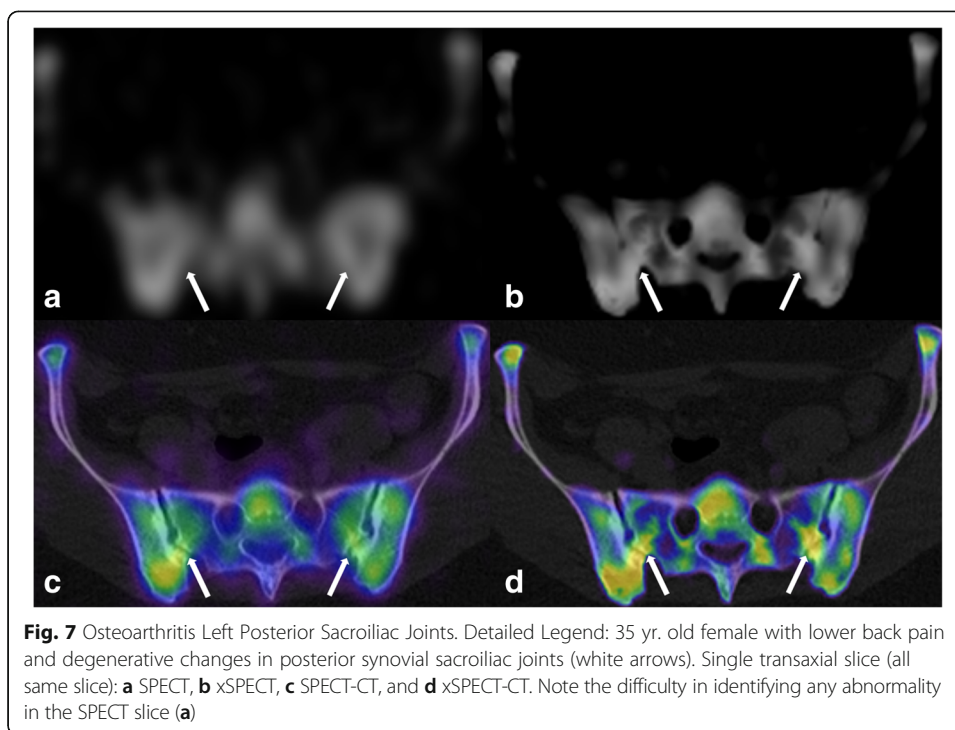 a
b
c
d
Fig. 7 Osteoarthritis Left Posterior Sacroiliac Joints. Detailed Legend: 35 yr. old female with lower back pain
and degenerative changes in posterior synovial sacroiliac joints (white arrows). Single transaxial slice (all
same slice): a SPECT, b xSPECT, c SPECT-CT, and d xSPECT-CT. Note the difficulty in identifying any abnormality
in the SPECT slice (a)